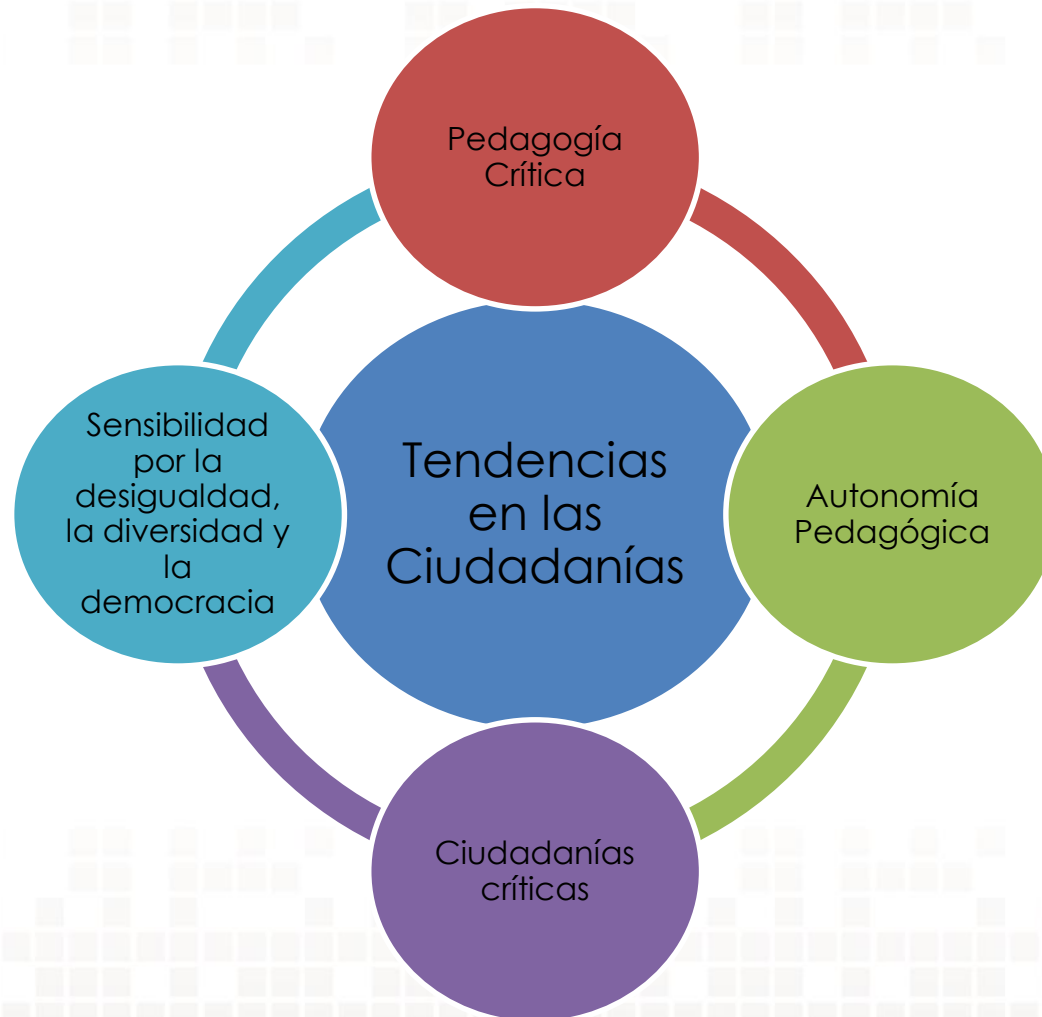 Pedagogía
Crítica
Sensibilidad
por la
desigualdad,
la diversidad y
la
democracia
Tendencias
en las
Ciudadanías
Autonomía
Pedagógica
Ciudadanías
críticas